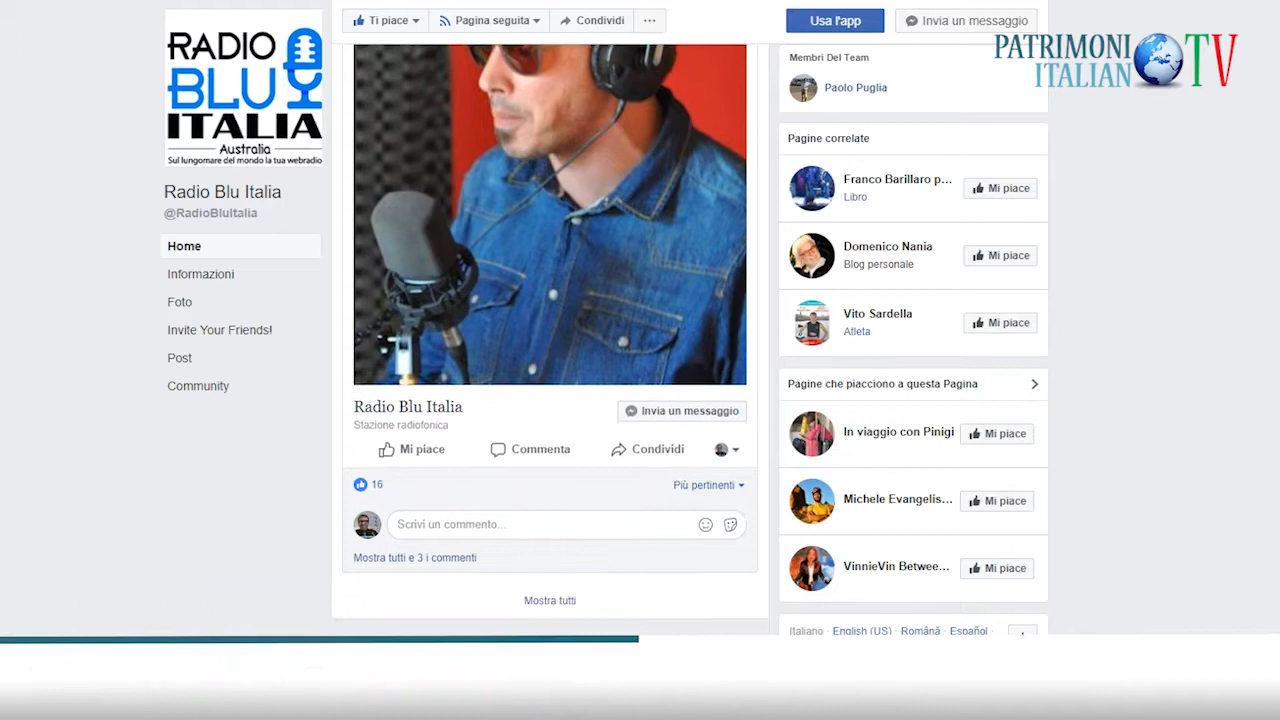 RADIO
BLU
ITALIA
Australia
Sul lungomare del mondo la tua webradio
Radio Blu Italia
@RadioBluItalia
Home
Informazioni
Foto
Invite Your Friends!
Post
Community
Ti piace
Pagina seguita
Condividi
Usa l'app
Invia un messaggio
Radio Blu Italia
Invia un messaggio
Stazione radiofonica
Mi piace
Commenta
Condividi
16
Più pertinenti
Scrivi un commento...
Mostra tutti e 3 i commenti
Mostra tutti
PATRIMONI
ITALIANI TV
Membri Del Team
Paolo Puglia
Pagine correlate
Franco Barillaro p...
Libro
Mi piace
Domenico Nania
Blog personale
Mi piace
Vito Sardella
Atleta
Mi piace
Pagine che piacciono a questa Pagina
In viaggio con Pinigi
Mi piace
Michele Evangelis...
Mi piace
VinnieVin Betwee...
Mi piace
Italiano · English (US) · Română · Español ·